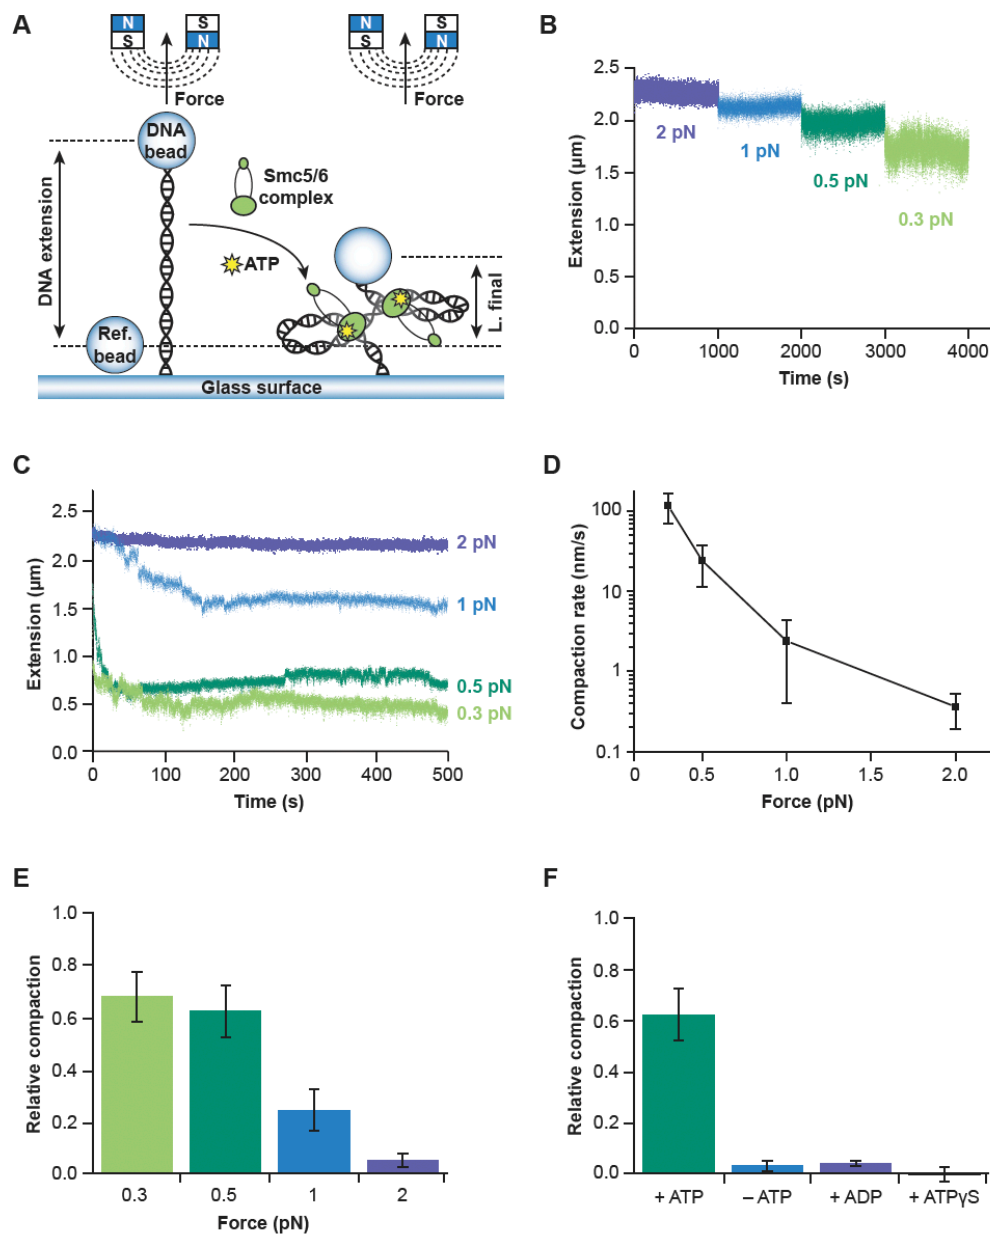 A
N
S
S
N
N
S
S
N
Force
Force
DNA
bead
DNA extension
Smc5/6
complex
ATP
L. final
Ref.
bead
Glass surface
B
Extension (μm)
2.5
2.0
1.5
1.0
0.5
0.0
2 pN
1 pN
0.5 pN
0.3 pN
0 1000 2000 3000 4000
Time (s)
C
Extension (μm)
2.5
2.0
1.5
1.0
0.5
0.0
2 pN
1 pN
0.5 pN
0.3 pN
0 100 200 300 400 500
Time (s)
D
Compaction rate (nm/s)
100
10
1
0.1
0 0.5 1.0 1.5 2.0
Force (pN)
E
Relative compaction
1.0
0.8
0.6
0.4
0.2
0.0
0.3 0.5 1 2
Force (pN)
F
Relative compaction
1.0
0.8
0.6
0.4
0.2
0.0
+ ATP – ATP + ADP + ATPγS